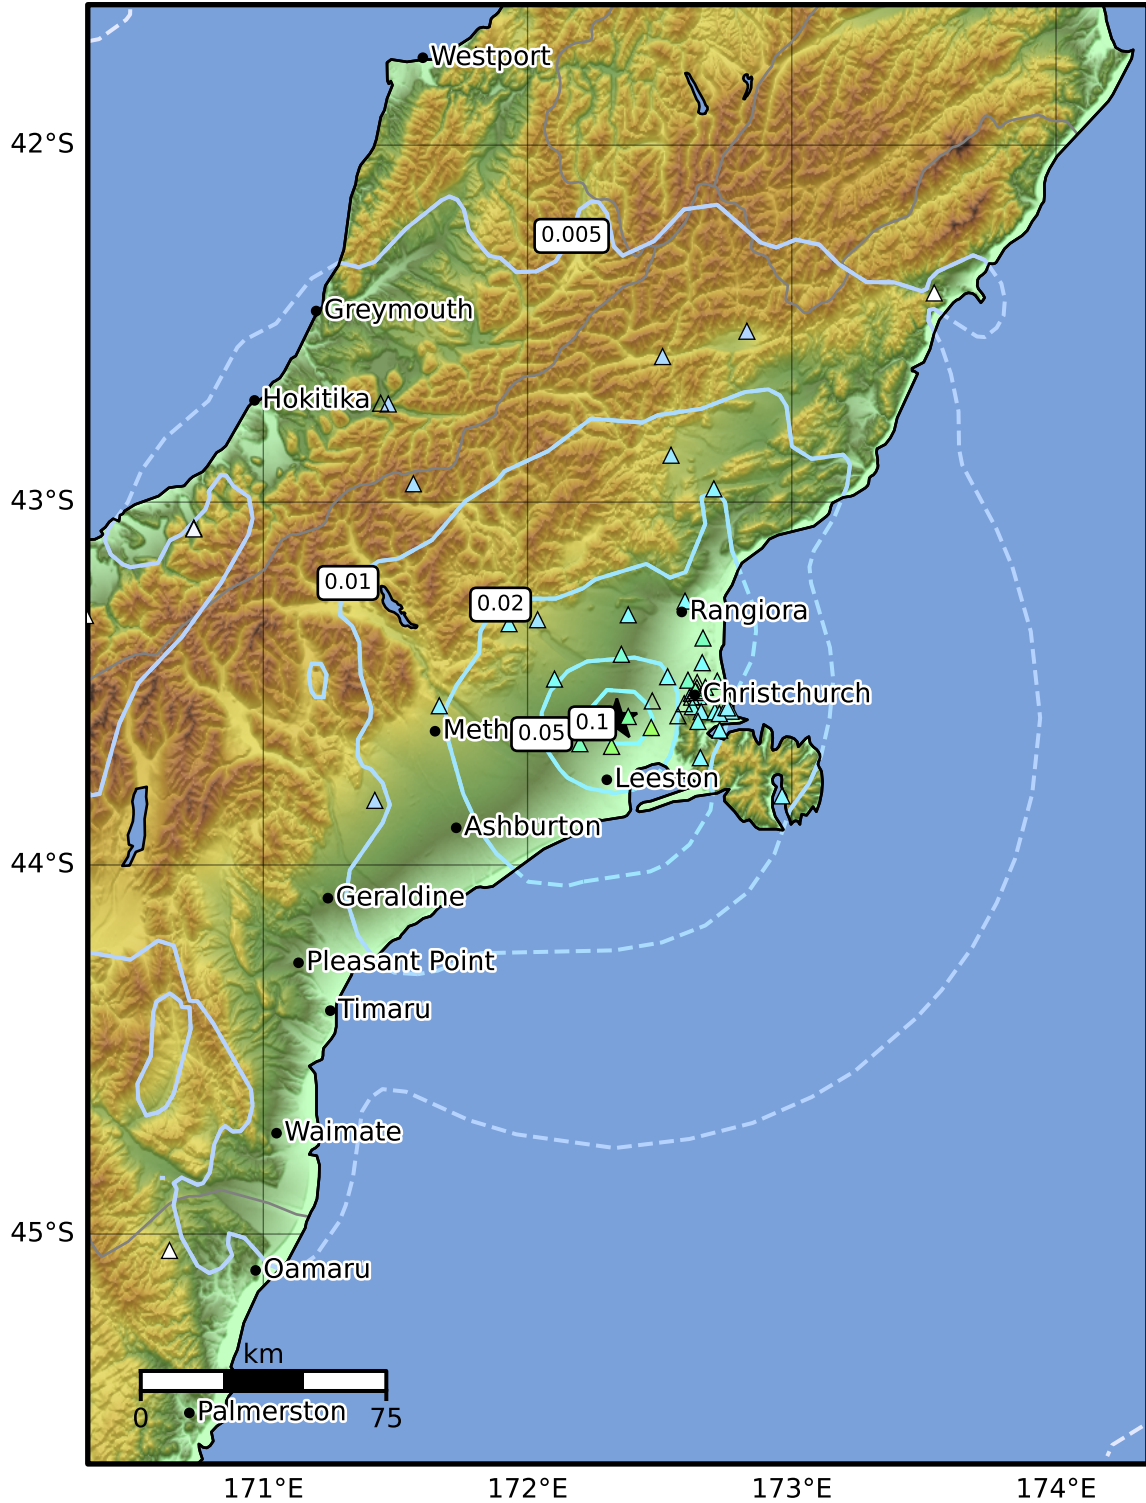 Westport
42°S
0.005
Greymouth
Hokitika
43°S
0.01
0.02
Rangiora
Christchurch
0.1
0.05
Leeston
Ashburton
44°S
Geraldine
Pleasant Point
Timaru
Waimate
45°S
Oamaru
km
0
75
Palmerston
171°E
172°E
173°E
174°E